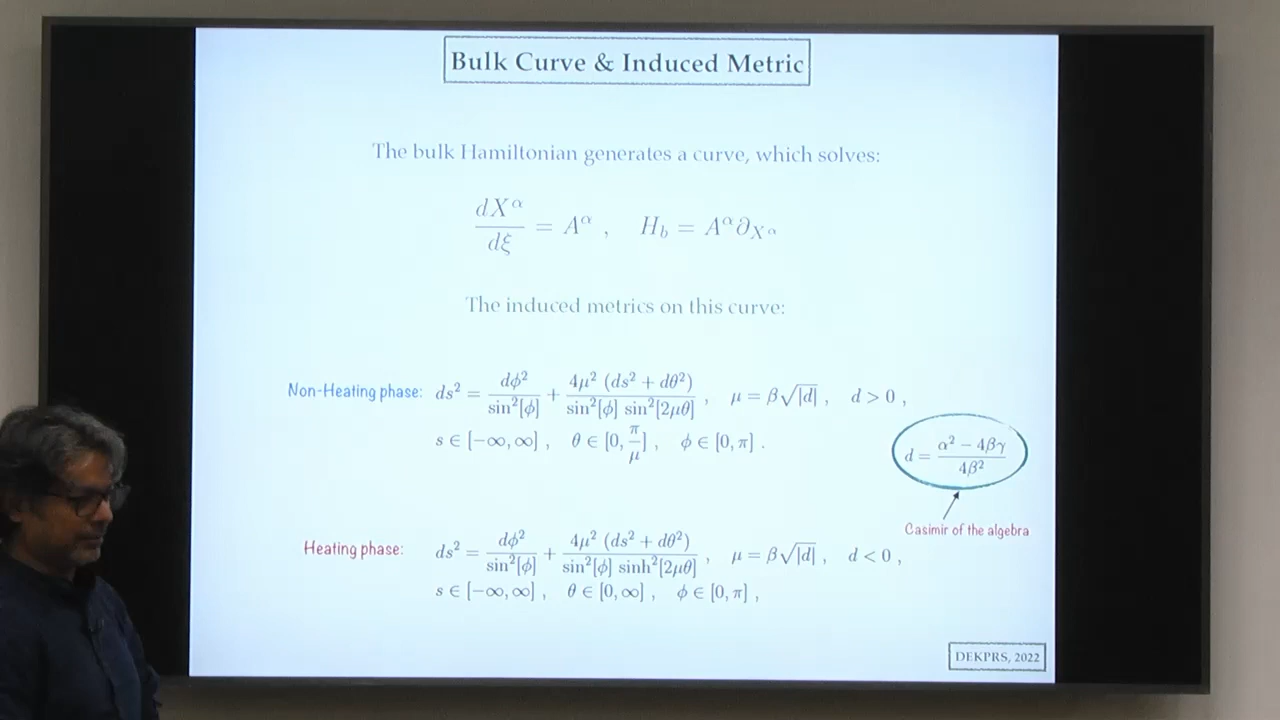 Bulk Curve & Induced Metric
The bulk Hamiltonian generates a curve, which solves:
dX^α/dξ = A^α , H_b = A^α ∂_{X^α}
The induced metrics on this curve:
Non-Heating phase: ds² = dϕ²/sin²[ϕ] + 4μ² (ds² + dθ²)/sin²[ϕ] sin²[2μθ] , μ = β√|d| , d > 0 ,
s ∈ [−∞, ∞] , θ ∈ [0, π/μ] , ϕ ∈ [0, π] .
d = α² − 4βγ/4β²
Casimir of the algebra
Heating phase: ds² = dϕ²/sin²[ϕ] + 4μ² (ds² + dθ²)/sin²[ϕ] sinh²[2μθ] , μ = β√|d| , d < 0 ,
s ∈ [−∞, ∞] , θ ∈ [0, ∞] , ϕ ∈ [0, π] ,
DEKPRS, 2022